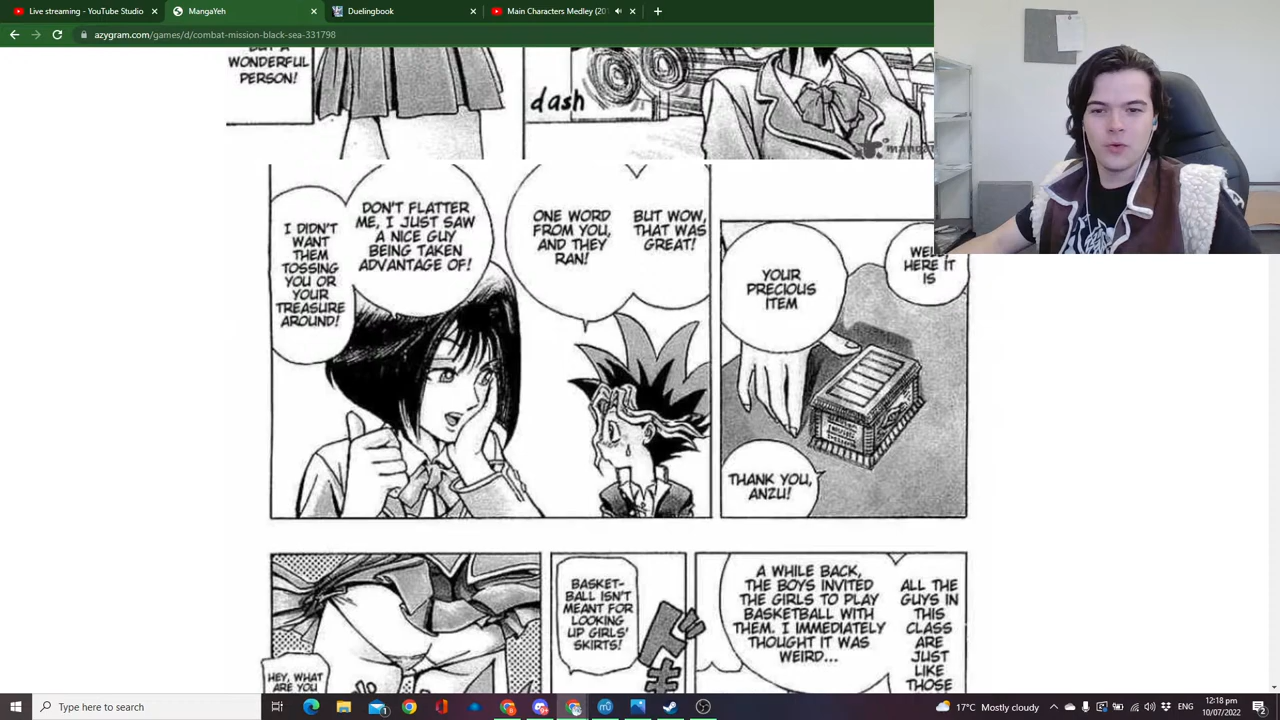 Live streaming - YouTube Studio
MangaYeh
Duelingbook
Main Characters Medley (201
azygram.com/games/d/combat-mission-black-sea-331798
WONDERFUL
PERSON!
dash
WELL,
HERE IT
IS
YOUR
PRECIOUS
ITEM
THANK YOU,
ANZU!
BUT WOW,
THAT WAS
GREAT!
ONE WORD
FROM YOU,
AND THEY
RAN!
DON'T FLATTER
ME, I JUST SAW
A NICE GUY
BEING TAKEN
ADVANTAGE OF!
I DIDN'T
WANT
THEM
TOSSING
YOU OR
YOUR
TREASURE
AROUND!
ALL THE
GUYS IN
THIS
CLASS
ARE
JUST
LIKE
THOSE
A WHILE BACK,
THE BOYS INVITED
THE GIRLS TO PLAY
BASKETBALL WITH
THEM. I IMMEDIATELY
THOUGHT IT WAS
WEIRD...
BASKET-
BALL ISN'T
MEANT FOR
LOOKING
UP GIRLS'
SKIRTS!
HEY, WHAT
ARE YOU
Type here to search
17°C Mostly cloudy
ENG
12:18 pm
10/07/2022